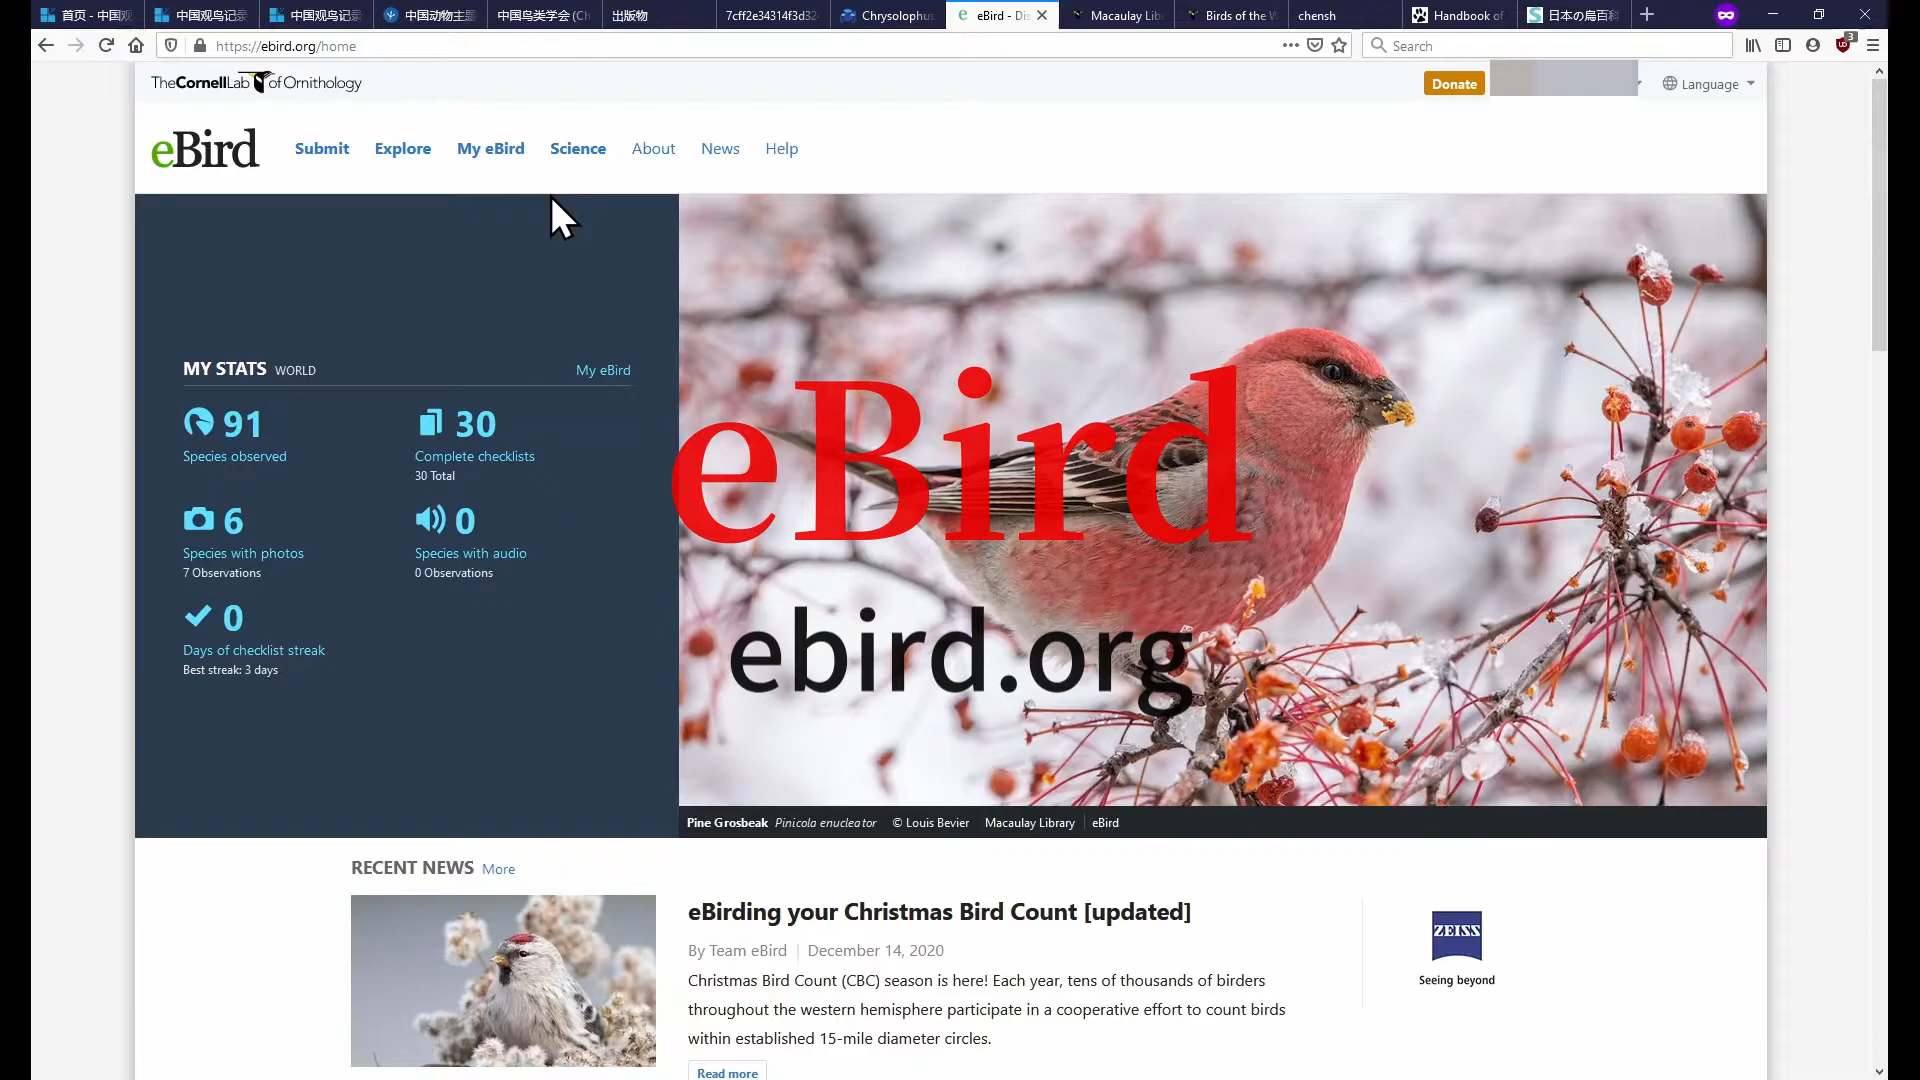 首页 - 中国观
中国观鸟记录
中国观鸟记录
中国动物主题
中国鸟类学会 (Ch
出版物
7cff2e34314f3d32
Chrysolophus
eBird - Dis
Macaulay Lib
Birds of the W
chensh
Handbook of
日本の鳥百科
https://ebird.org/home
Search
3
TheCornellLab of Ornithology
Donate
Language
eBird
Submit
Explore
My eBird
Science
About
News
Help
MY STATS WORLD
My eBird
91
Species observed
30
Complete checklists
30 Total
6
Species with photos
7 Observations
0
Species with audio
0 Observations
0
Days of checklist streak
Best streak: 3 days
eBird
ebird.org
Pine Grosbeak Pinicola enucleator © Louis Bevier Macaulay Library eBird
RECENT NEWS More
eBirding your Christmas Bird Count [updated]
By Team eBird December 14, 2020
Christmas Bird Count (CBC) season is here! Each year, tens of thousands of birders
throughout the western hemisphere participate in a cooperative effort to count birds
within established 15-mile diameter circles.
Read more
ZEISS
Seeing beyond